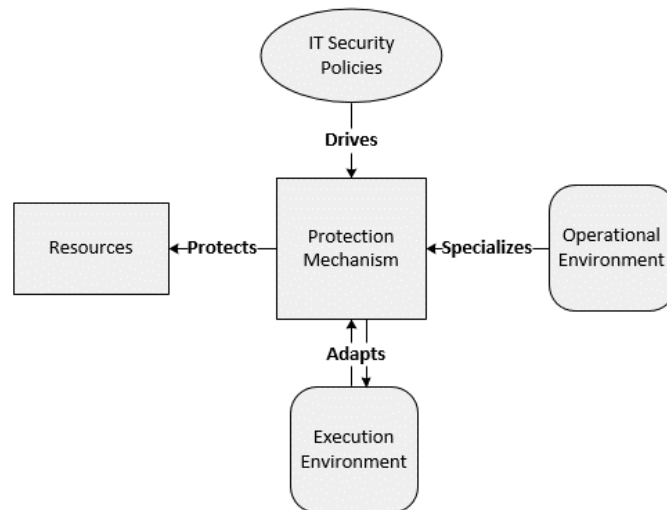 IT Security
Policies
Drives
Resources
Protects
Protection
Mechanism
Specializes
Operational
Environment
Adapts
Execution
Environment